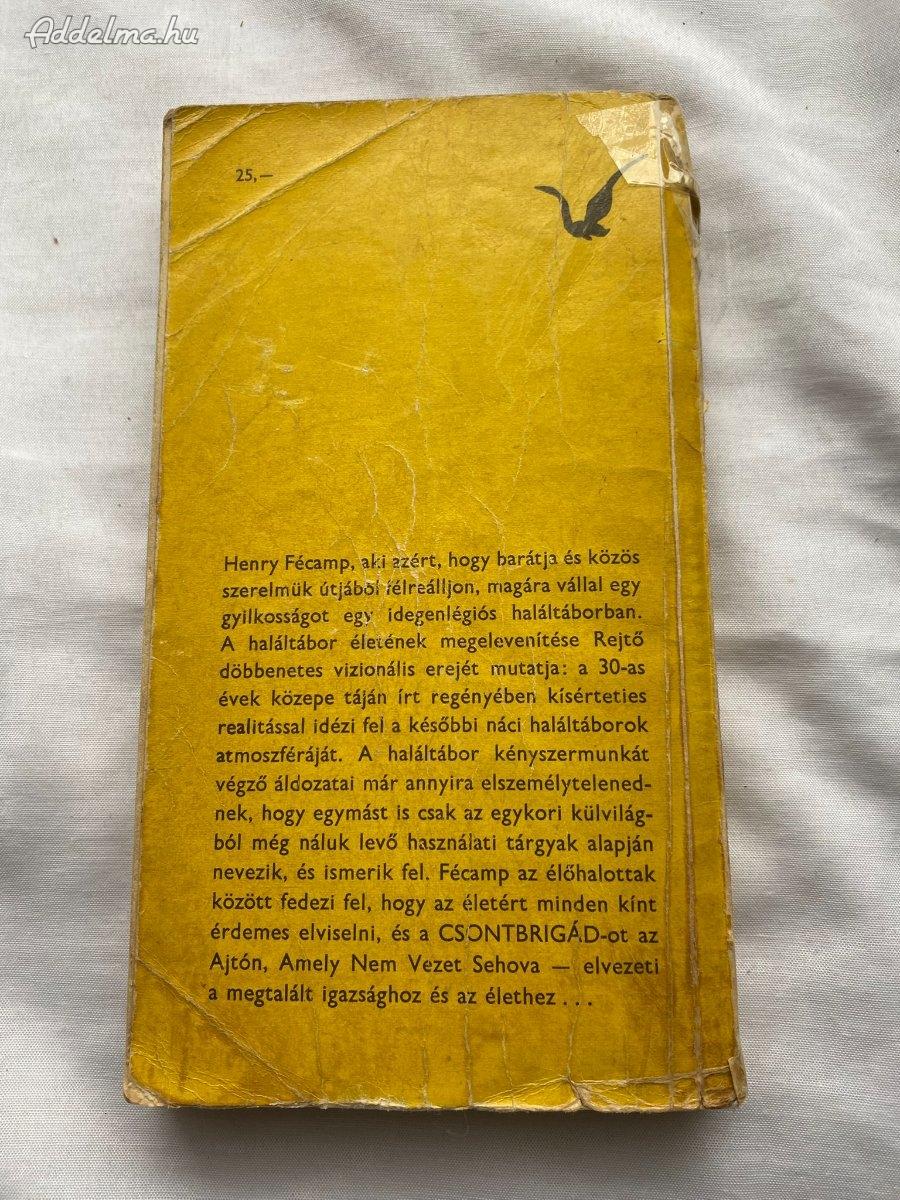 Addelma.hu
25,—
Henry Fécamp, aki azért, hogy barátja és közös
szerelmük útjából félreálljon, magára vállal egy
gyilkosságot egy idegenlégiós haláltáborban.
A haláltábor életének megelevenítése Rejtő
döbbenetes vizionális erejét mutatja: a 30-as
évek közepe táján írt regényében kísérteties
realitással idézi fel a későbbi náci haláltáborok
atmoszféráját. A haláltábor kényszermunkát
végző áldozatai már annyira elszemélytelened-
nek, hogy egymást is csak az egykori külvilág-
ból még náluk levő használati tárgyak alapján
nevezik, és ismerik fel. Fécamp az élőhalottak
között fedezi fel, hogy az életért minden kínt
érdemes elviselni, és a CSONTBRIGÁD-ot az
Ajtón, Amely Nem Vezet Sehova — elvezeti
a megtalált igazsághoz és az élethez . . .